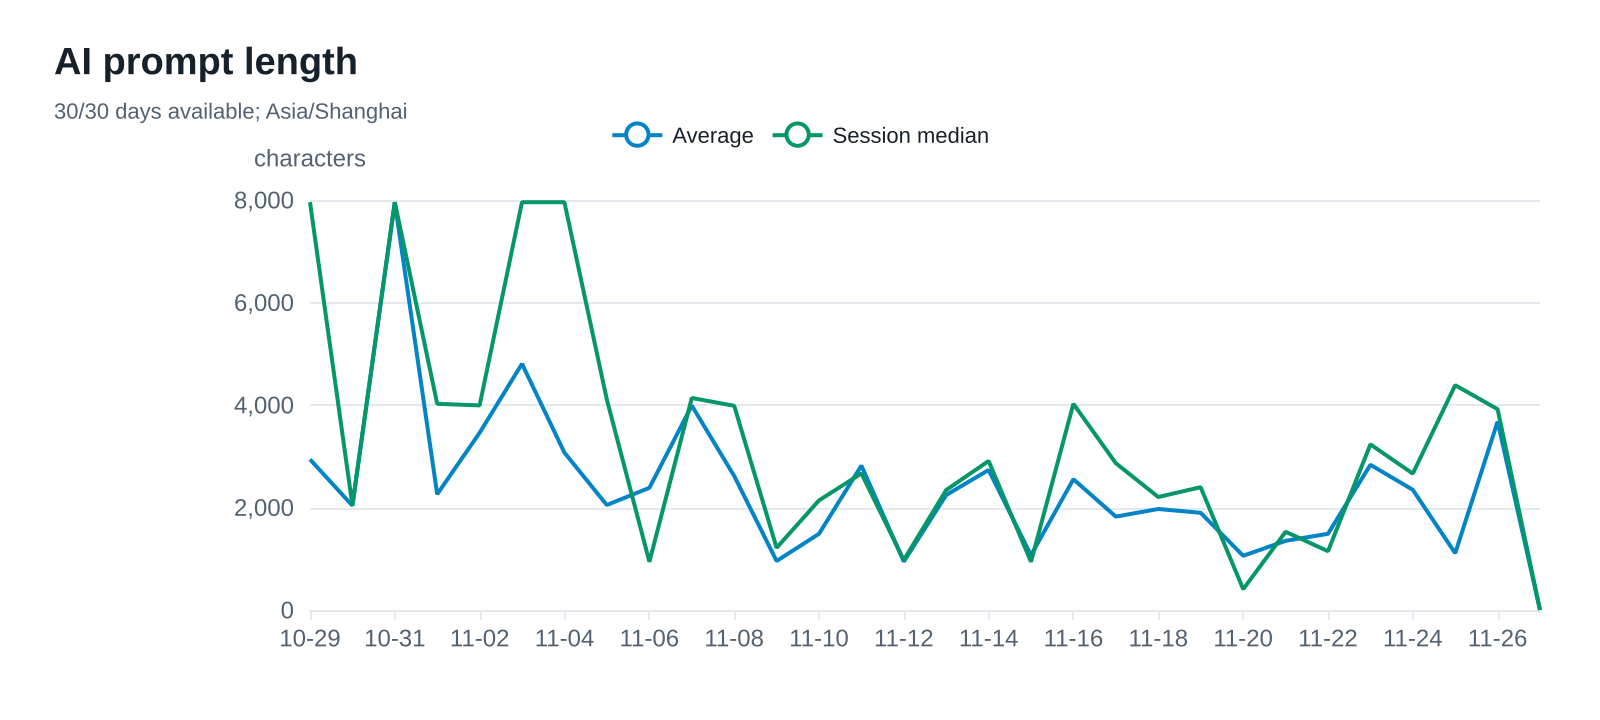 AI prompt length
30/30 days available; Asia/Shanghai
Average Session median
characters
8,000
6,000
4,000
2,000
0
10-29 10-31 11-02 11-04 11-06 11-08 11-10 11-12 11-14 11-16 11-18 11-20 11-22 11-24 11-26